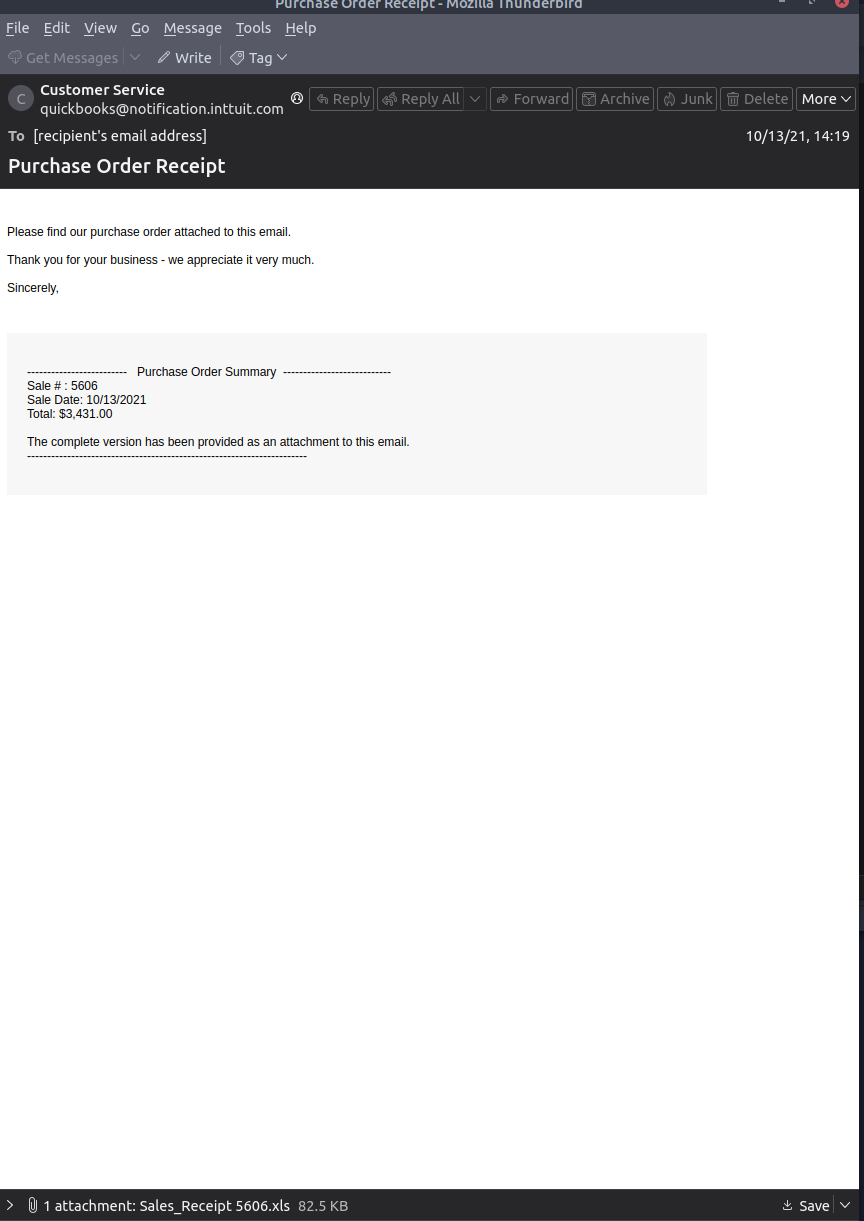 Purchase Order Receipt - Mozilla Thunderbird
File Edit View Go Message Tools Help
Get Messages Write Tag
C
Customer Service
quickbooks@notification.inttuit.com
Reply Reply All Forward Archive Junk Delete More
To [recipient's email address] 10/13/21, 14:19
Purchase Order Receipt
Please find our purchase order attached to this email.
Thank you for your business - we appreciate it very much.
Sincerely,
------------------------- Purchase Order Summary ---------------------------
Sale # : 5606
Sale Date: 10/13/2021
Total: $3,431.00
The complete version has been provided as an attachment to this email.
----------------------------------------------------------------------
1 attachment: Sales_Receipt 5606.xls 82.5 KB Save